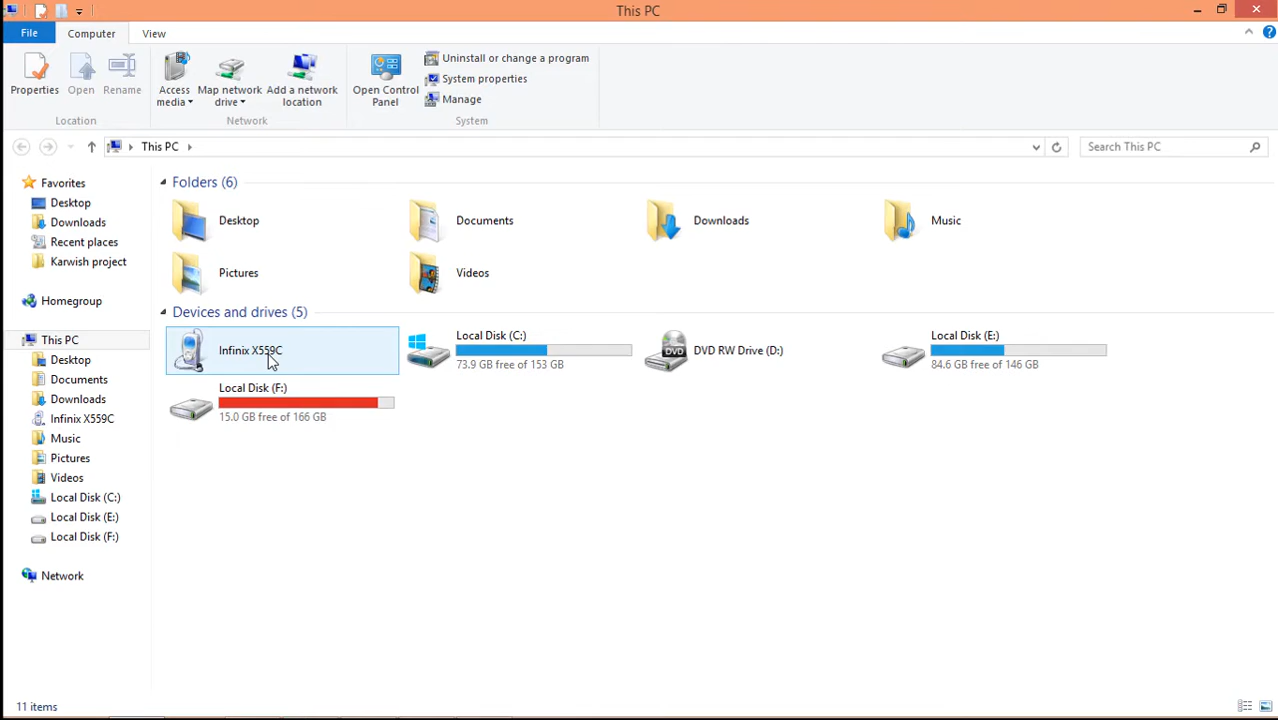 This PC
File
Computer
View
Properties
Open
Rename
Access
media
Map network
drive
Add a network
location
Open Control
Panel
Uninstall or change a program
System properties
Manage
Location
Network
System
This PC
Search This PC
Favorites
Desktop
Downloads
Recent places
Karwish project
Homegroup
This PC
Desktop
Documents
Downloads
Infinix X559C
Music
Pictures
Videos
Local Disk (C:)
Local Disk (E:)
Local Disk (F:)
Network
Folders (6)
Desktop
Documents
Downloads
Music
Pictures
Videos
Devices and drives (5)
Infinix X559C
Local Disk (C:)
73.9 GB free of 153 GB
DVD
DVD RW Drive (D:)
Local Disk (E:)
84.6 GB free of 146 GB
Local Disk (F:)
15.0 GB free of 166 GB
11 items